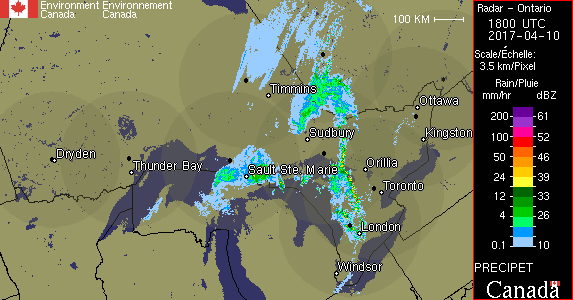 Environment Environnement
Canada Canada
100 KM
Timmins
Ottawa
Sudbury
Kingston
Dryden
Thunder Bay
Sault Ste. Marie
Orillia
Toronto
London
Windsor
Radar - Ontario
1800 UTC
2017-04-10
Scale/Échelle:
3.5 km/Pixel
Rain/Pluie
mm/hr dBZ
200 61
100 52
50 46
24 39
12 33
4 26
0.1 10
PRECIPET
Canada